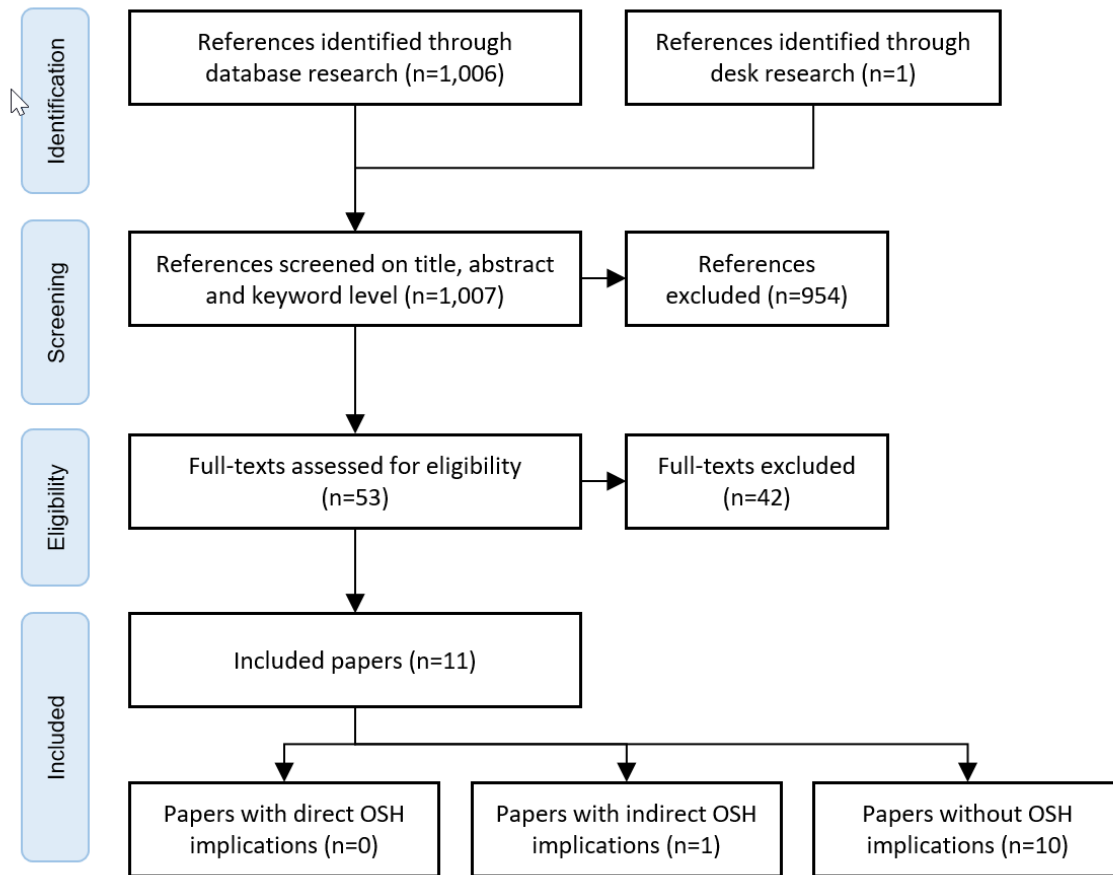 Identification
References identified through
database research (n=1,006)
References identified through
desk research (n=1)
Screening
References screened on title, abstract
and keyword level (n=1,007)
References
excluded (n=954)
Eligibility
Full-texts assessed for eligibility
(n=53)
Full-texts excluded
(n=42)
Included
Included papers (n=11)
Papers with direct OSH
implications (n=0)
Papers with indirect OSH
implications (n=1)
Papers without OSH
implications (n=10)